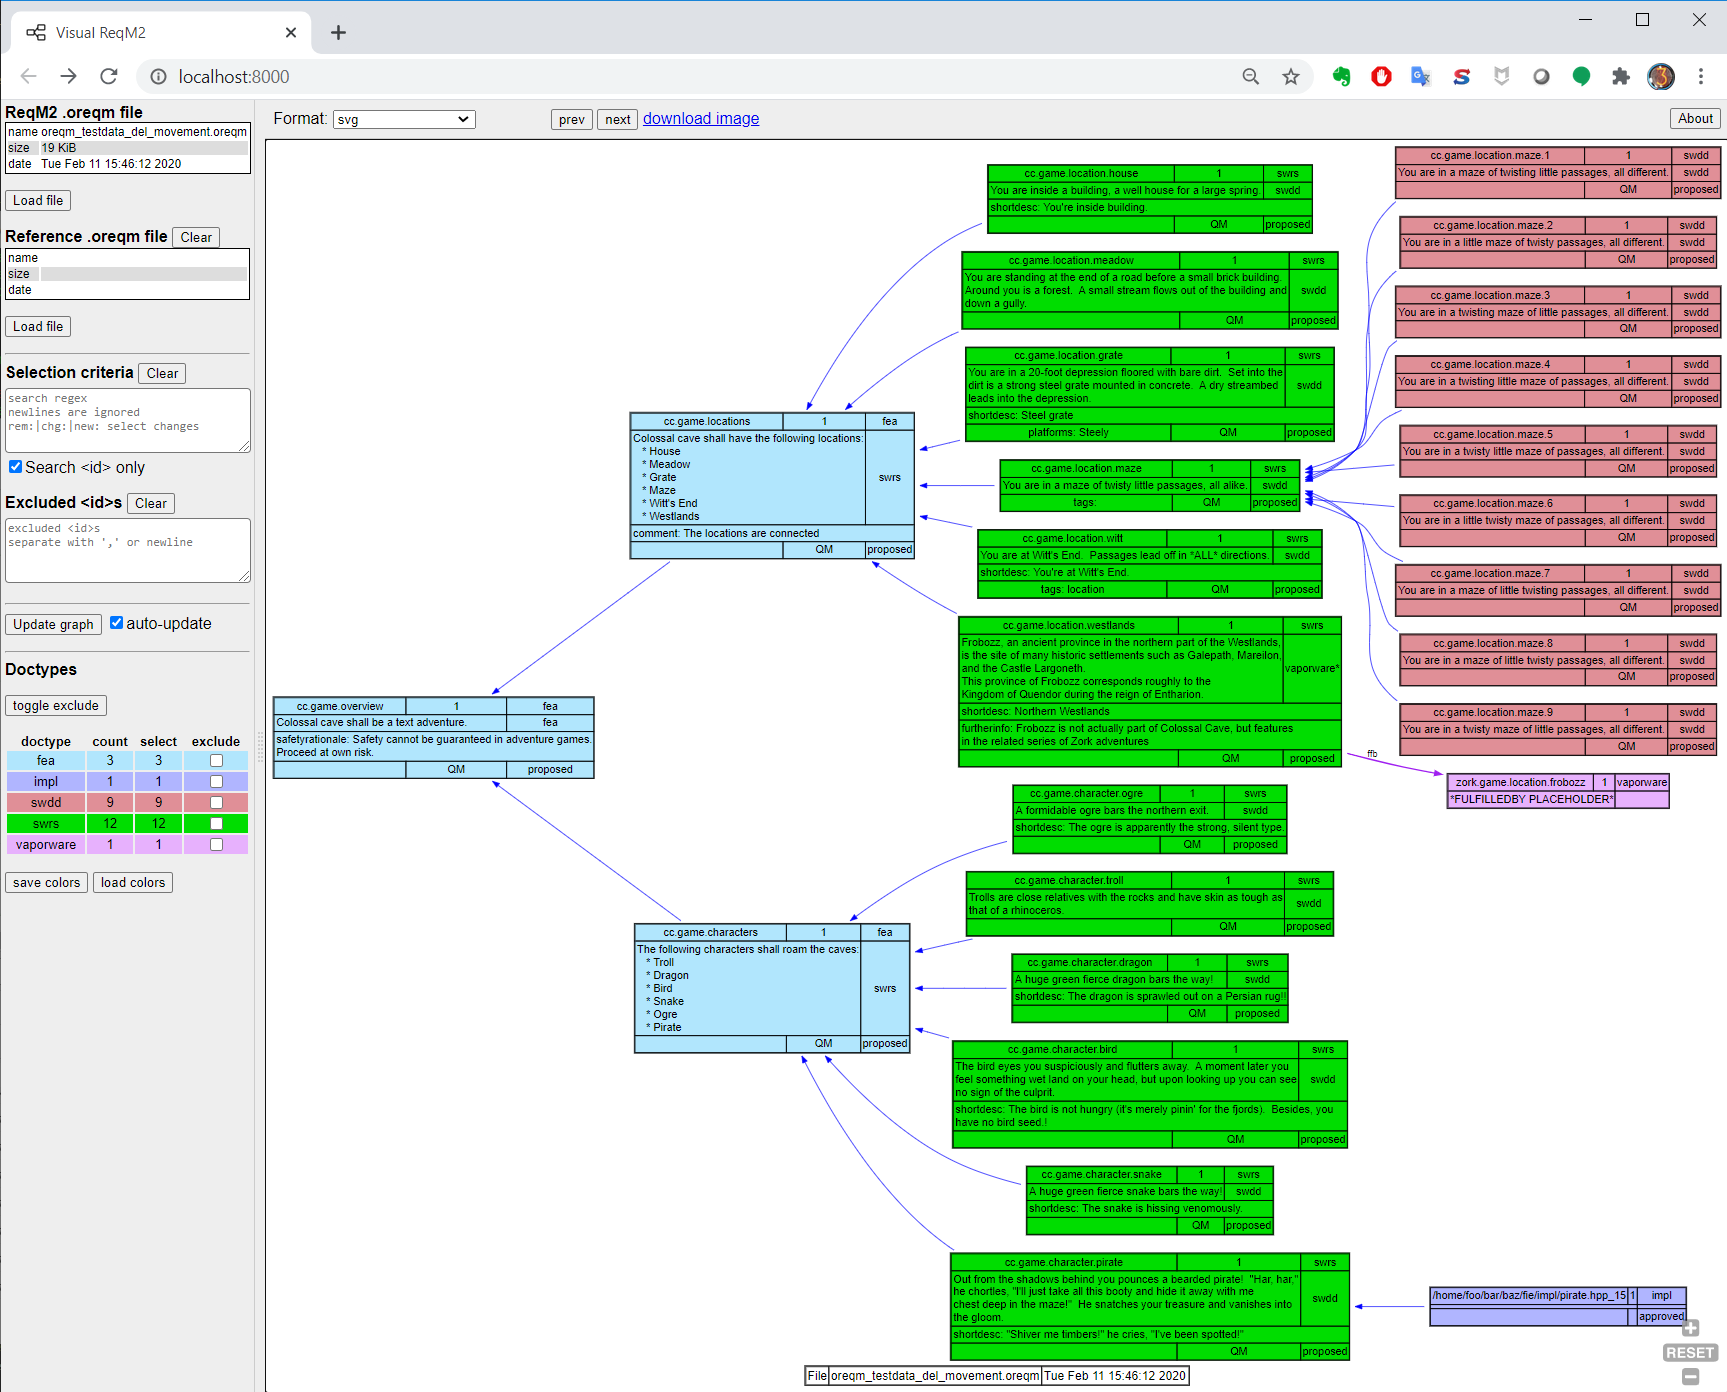 Visual ReqM2
localhost:8000
ReqM2 .oreqm file
name oreqm_testdata_del_movement.oreqm
size 19 KiB
date Tue Feb 11 15:46:12 2020
Load file
Reference .oreqm file Clear
name
size
date
Load file
Selection criteria Clear
search regex
newlines are ignored
rem:|chg:|new: select changes
Search <id> only
Excluded <id>s Clear
excluded <id>s
separate with ',' or newline
Update graph auto-update
Doctypes
toggle exclude
doctype count select exclude
fea 3 3
impl 1 1
swdd 9 9
swrs 12 12
vaporware 1 1
save colors load colors
Format: svg prev next download image About
cc.game.overview 1 fea
Colossal cave shall be a text adventure. fea
safetyrationale: Safety cannot be guaranteed in adventure games.
Proceed at own risk.
QM proposed
cc.game.locations 1 fea
Colossal cave shall have the following locations:
* House
* Meadow
* Grate
* Maze
* Witt's End
* Westlands
swrs
comment: The locations are connected
QM proposed
cc.game.characters 1 fea
The following characters shall roam the caves:
* Troll
* Dragon
* Bird
* Snake
* Ogre
* Pirate
swrs
QM proposed
cc.game.location.house 1 swrs
You are inside a building, a well house for a large spring. swdd
shortdesc: You're inside building.
QM proposed
cc.game.location.meadow 1 swrs
You are standing at the end of a road before a small brick building.
Around you is a forest. A small stream flows out of the building and
down a gully.
swdd
QM proposed
cc.game.location.grate 1 swrs
You are in a 20-foot depression floored with bare dirt. Set into the
dirt is a strong steel grate mounted in concrete. A dry streambed
leads into the depression.
swdd
shortdesc: Steel grate
platforms: Steely QM proposed
cc.game.location.maze 1 swrs
You are in a maze of twisty little passages, all alike. swdd
tags: QM proposed
cc.game.location.witt 1 swrs
You are at Witt's End. Passages lead off in *ALL* directions. swdd
shortdesc: You're at Witt's End.
tags: location QM proposed
cc.game.location.westlands 1 swrs
Frobozz, an ancient province in the northern part of the Westlands,
is the site of many historic settlements such as Galepath, Mareilon,
and the Castle Largoneth.
This province of Frobozz corresponds roughly to the
Kingdom of Quendor during the reign of Entharion.
vaporware*
shortdesc: Northern Westlands
furtherinfo: Frobozz is not actually part of Colossal Cave, but features
in the related series of Zork adventures
QM proposed
ffb
cc.game.character.ogre 1 swrs
A formidable ogre bars the northern exit. swdd
shortdesc: The ogre is apparently the strong, silent type.
QM proposed
cc.game.character.troll 1 swrs
Trolls are close relatives with the rocks and have skin as tough as
that of a rhinoceros.
swdd
QM proposed
cc.game.character.dragon 1 swrs
A huge green fierce dragon bars the way! swdd
shortdesc: The dragon is sprawled out on a Persian rug!!
QM proposed
cc.game.character.bird 1 swrs
The bird eyes you suspiciously and flutters away. A moment later you
feel something wet land on your head, but upon looking up you can see
no sign of the culprit.
swdd
shortdesc: The bird is not hungry (it's merely pinin' for the fjords). Besides, you
have no bird seed.!
QM proposed
cc.game.character.snake 1 swrs
A huge green fierce snake bars the way! swdd
shortdesc: The snake is hissing venomously.
QM proposed
cc.game.character.pirate 1 swrs
Out from the shadows behind you pounces a bearded pirate! "Har, har,"
he chortles, "I'll just take all this booty and hide it away with me
chest deep in the maze!" He snatches your treasure and vanishes into
the gloom.
swdd
shortdesc: "Shiver me timbers!" he cries, "I've been spotted!"
QM proposed
cc.game.location.maze.1 1 swdd
You are in a maze of twisting little passages, all different. swdd
QM proposed
cc.game.location.maze.2 1 swdd
You are in a little maze of twisty passages, all different. swdd
QM proposed
cc.game.location.maze.3 1 swdd
You are in a twisting maze of little passages, all different. swdd
QM proposed
cc.game.location.maze.4 1 swdd
You are in a twisting little maze of passages, all different. swdd
QM proposed
cc.game.location.maze.5 1 swdd
You are in a twisty little maze of passages, all different. swdd
QM proposed
cc.game.location.maze.6 1 swdd
You are in a little twisty maze of passages, all different. swdd
QM proposed
cc.game.location.maze.7 1 swdd
You are in a maze of little twisting passages, all different. swdd
QM proposed
cc.game.location.maze.8 1 swdd
You are in a maze of little twisty passages, all different. swdd
QM proposed
cc.game.location.maze.9 1 swdd
You are in a twisty maze of little passages, all different. swdd
QM proposed
zork.game.location.frobozz 1 vaporware
*FULFILLEDBY PLACEHOLDER*
/home/foo/bar/baz/fie/impl/pirate.hpp_15 1 impl
approved
RESET
File oreqm_testdata_del_movement.oreqm Tue Feb 11 15:46:12 2020